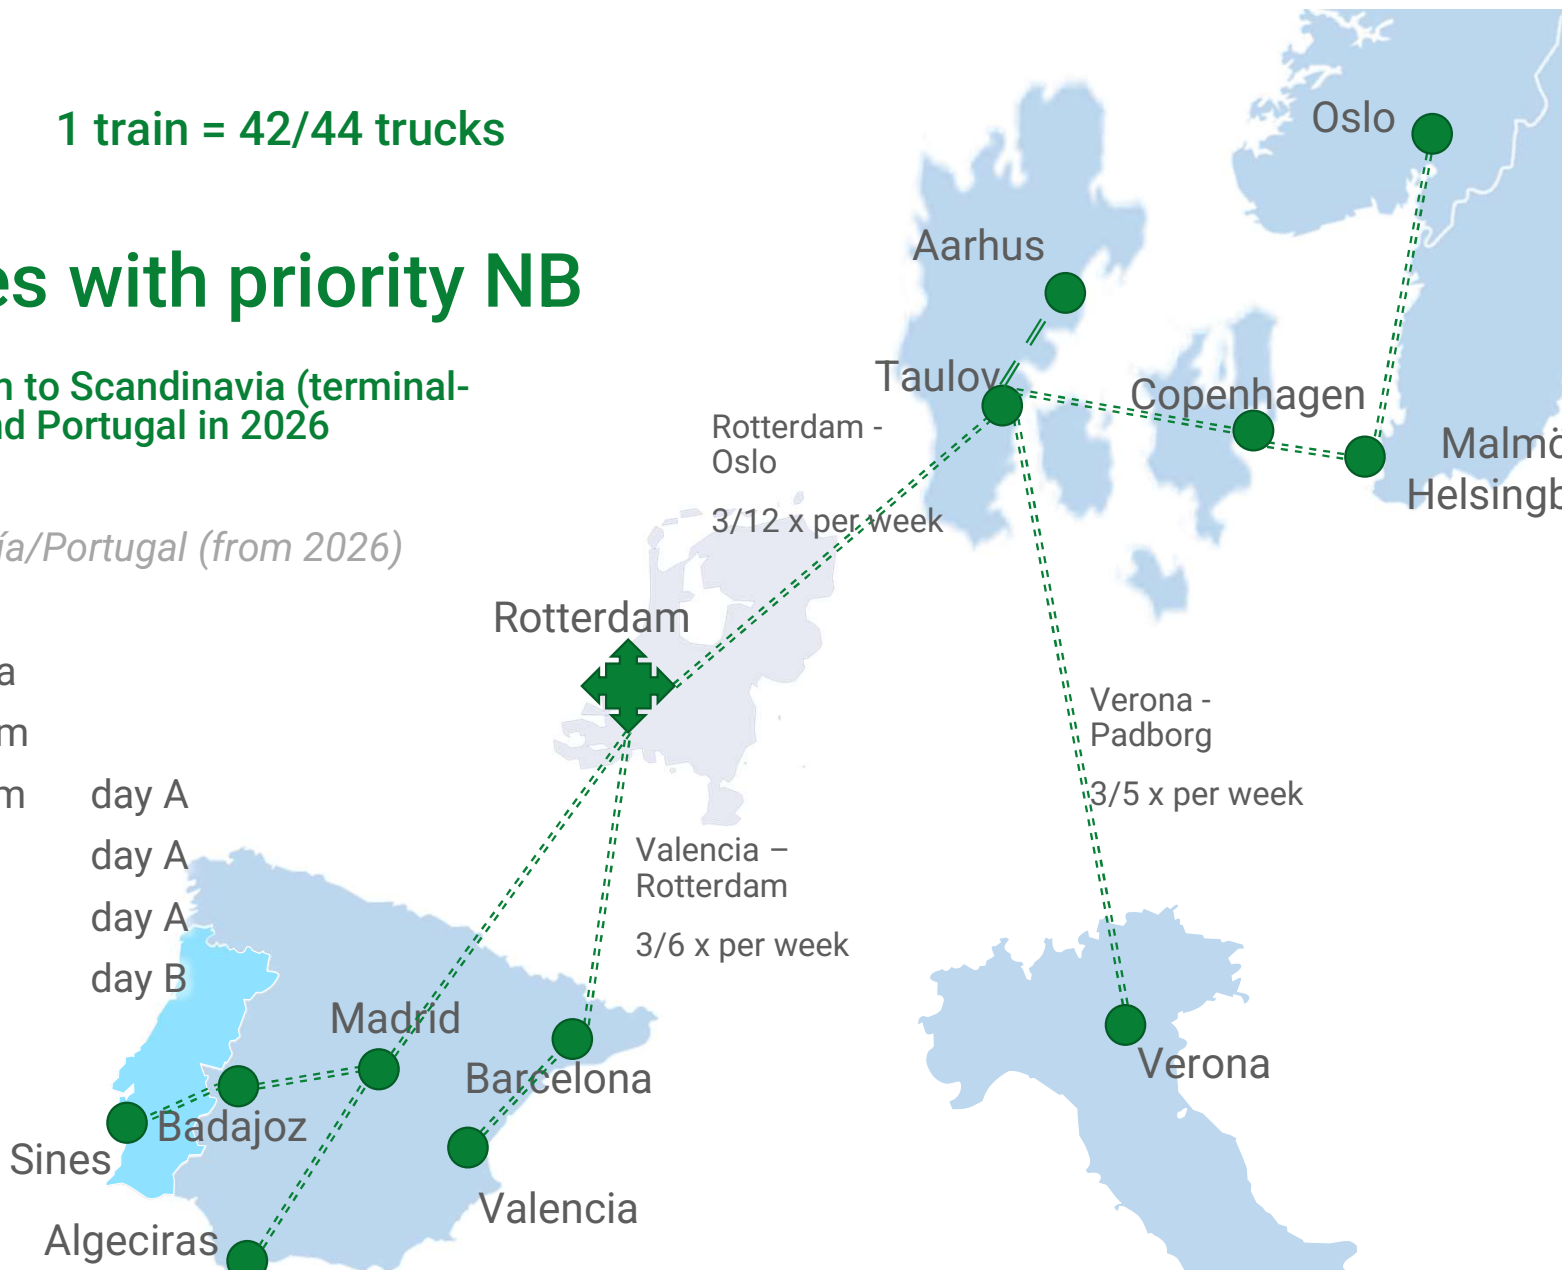 1 train = 42/44 trucks
es with priority NB
n to Scandinavia (terminal-
nd Portugal in 2026
ía/Portugal (from 2026)
a
m
m day A
day A
day A
day B
Oslo
Aarhus
Taulov
Copenhagen
Malmö
Helsingb
Rotterdam -
Oslo
3/12 x per week
Rotterdam
Verona -
Padborg
3/5 x per week
Valencia –
Rotterdam
3/6 x per week
Madrid
Barcelona
Verona
Badajoz
Sines
Valencia
Algeciras